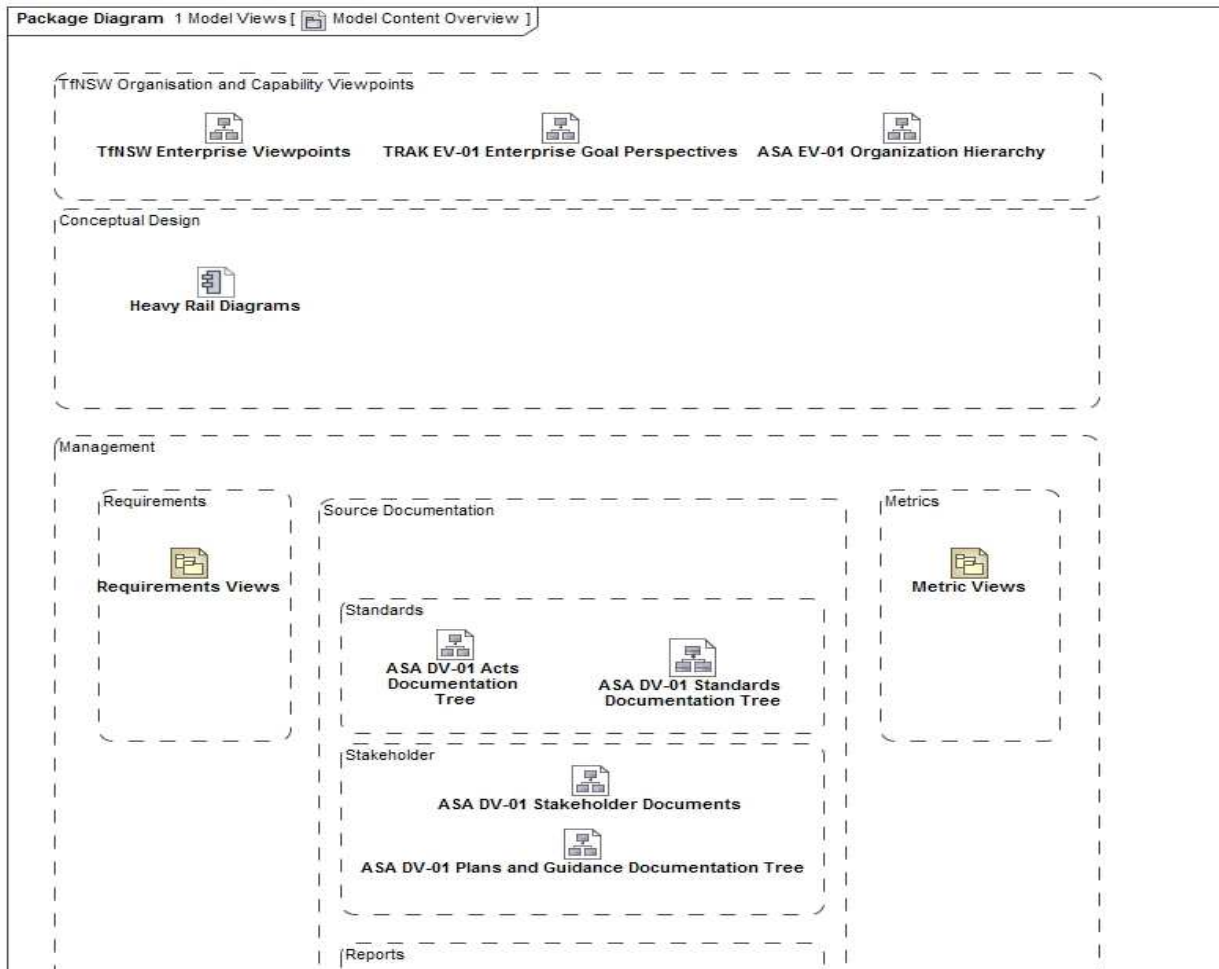 Package Diagram 1 Model Views [ Model Content Overview ]
TfNSW Organisation and Capability Viewpoints
TfNSW Enterprise Viewpoints
TRAK EV-01 Enterprise Goal Perspectives
ASA EV-01 Organization Hierarchy
Conceptual Design
Heavy Rail Diagrams
Management
Requirements
Requirements Views
Source Documentation
Metrics
Metric Views
Standards
ASA DV-01 Acts
Documentation
Tree
ASA DV-01 Standards
Documentation Tree
Stakeholder
ASA DV-01 Stakeholder Documents
ASA DV-01 Plans and Guidance Documentation Tree
Reports